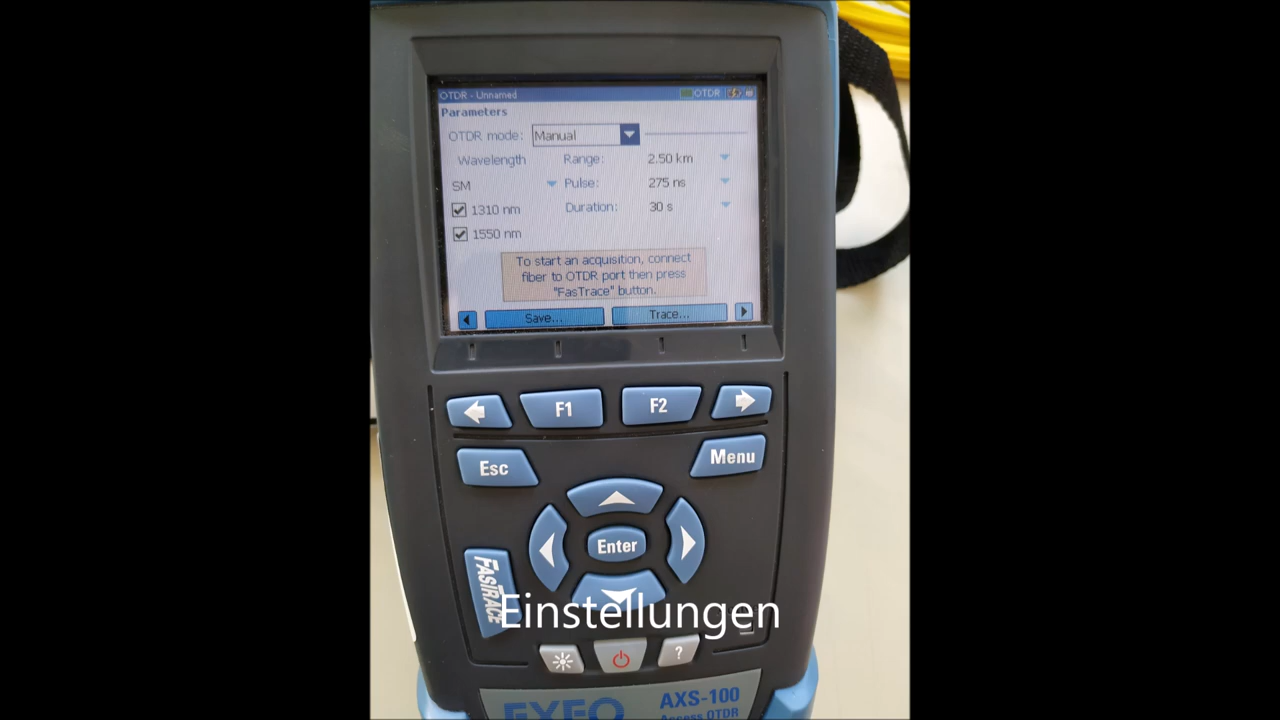 OTDR - Unnamed
OTDR
Parameters
OTDR mode: Manual
Wavelength Range: 2.50 km
SM Pulse: 275 ns
1310 nm Duration: 30 s
1550 nm
To start an acquisition, connect
fiber to OTDR port then press
"FasTrace" button.
Save... Trace...
F1 F2
Esc Menu
Enter
FASTRACE
Einstellungen
?
EXFO AXS-100
Access OTDR